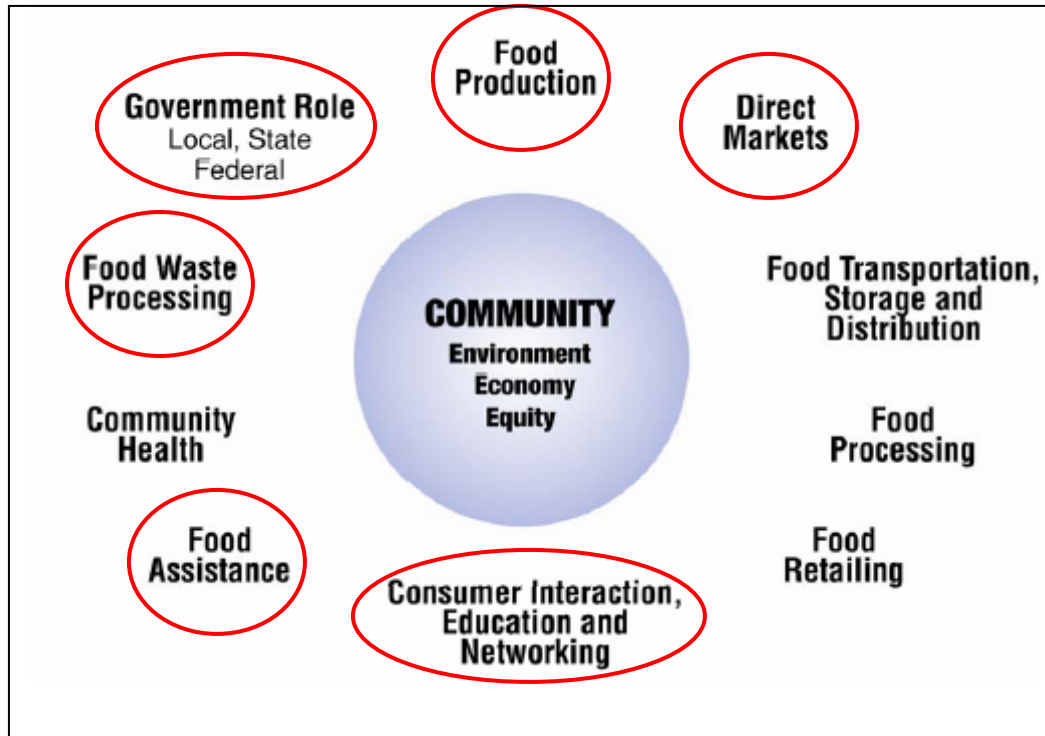 Food
Production
Government Role
Local, State
Federal
Direct
Markets
Food Waste
Processing
Food Transportation,
Storage and
Distribution
COMMUNITY
Environment
Economy
Equity
Community
Health
Food
Processing
Food
Assistance
Food
Retailing
Consumer Interaction,
Education and
Networking